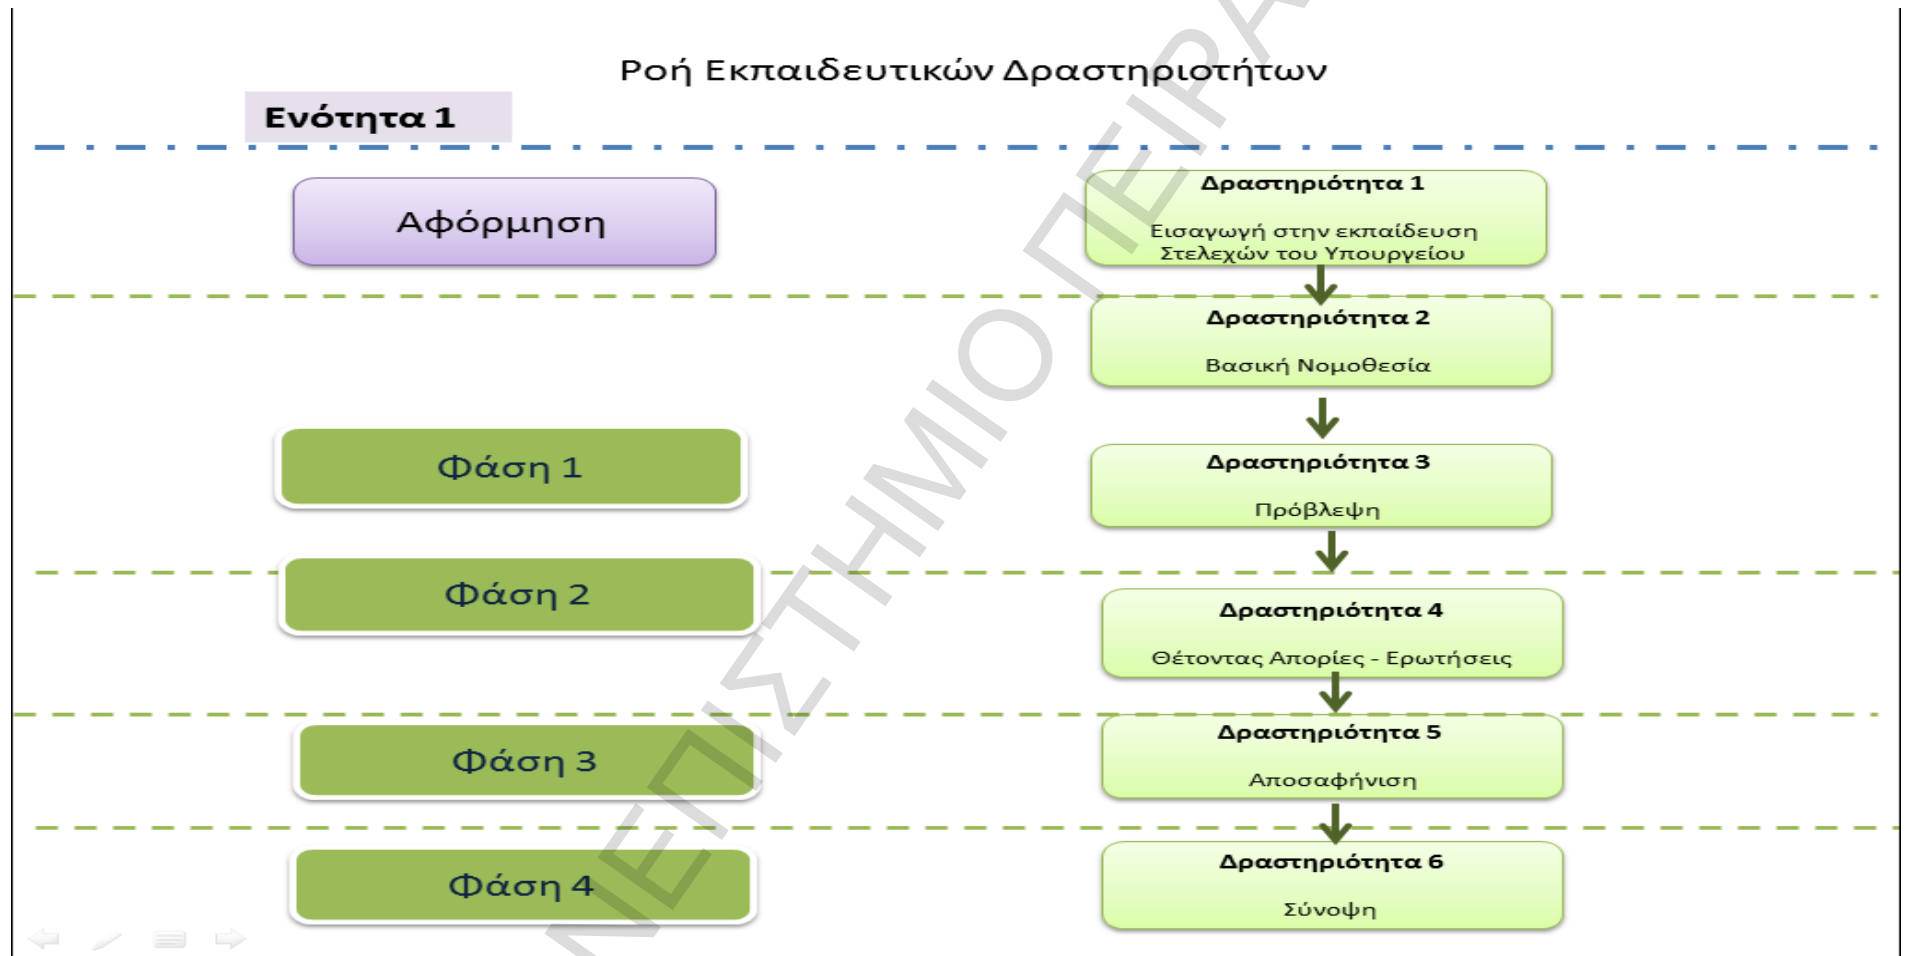 Ροή Εκπαιδευτικών Δραστηριοτήτων
Ενότητα 1
Αφόρμηση
Δραστηριότητα 1
Εισαγωγή στην εκπαίδευση
Στελεχών του Υπουργείου
Δραστηριότητα 2
Βασική Νομοθεσία
Φάση 1
Δραστηριότητα 3
Πρόβλεψη
Φάση 2
Δραστηριότητα 4
Θέτοντας Απορίες - Ερωτήσεις
Φάση 3
Δραστηριότητα 5
Αποσαφήνιση
Φάση 4
Δραστηριότητα 6
Σύνοψη
ΝΕΠΙΣΤΗΜΙΟ ΠΕΙΡΑ